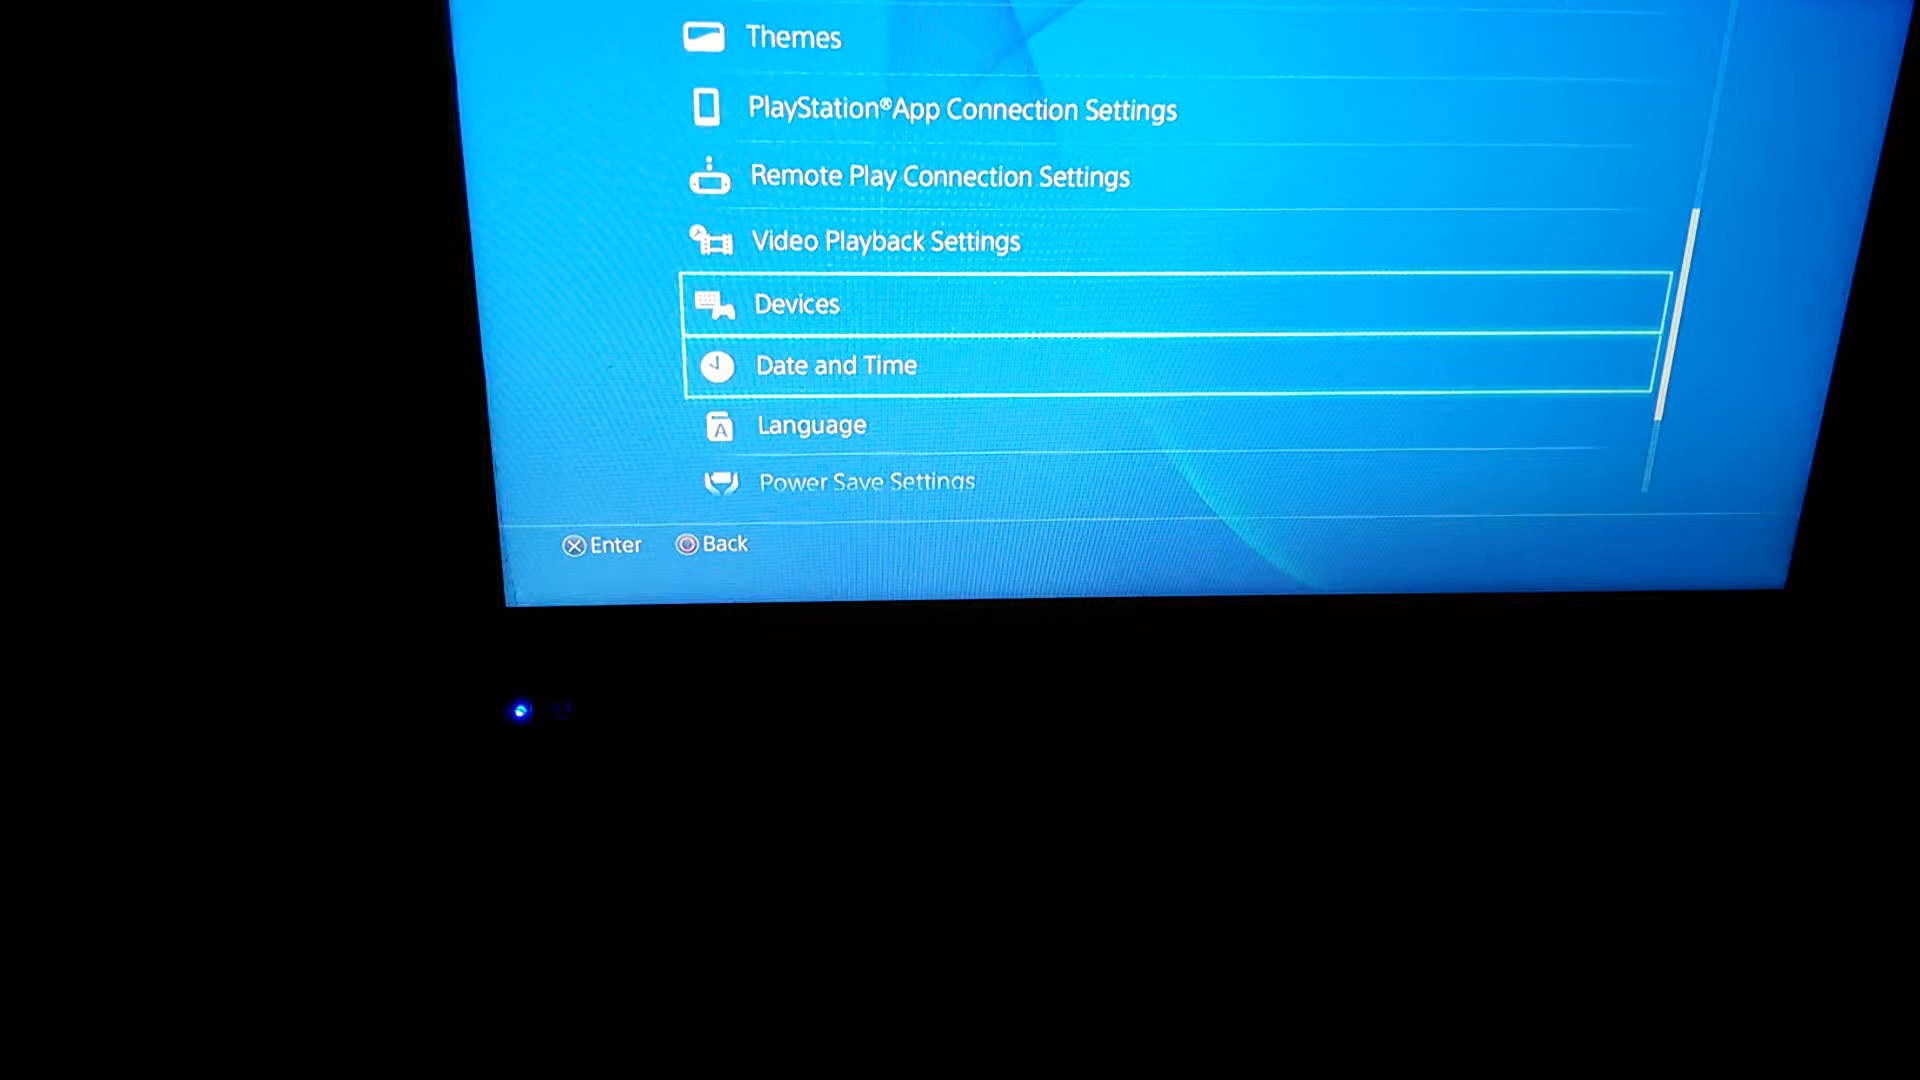 Themes
PlayStation®App Connection Settings
Remote Play Connection Settings
Video Playback Settings
Devices
Date and Time
Language
Power Save Settings
Enter Back